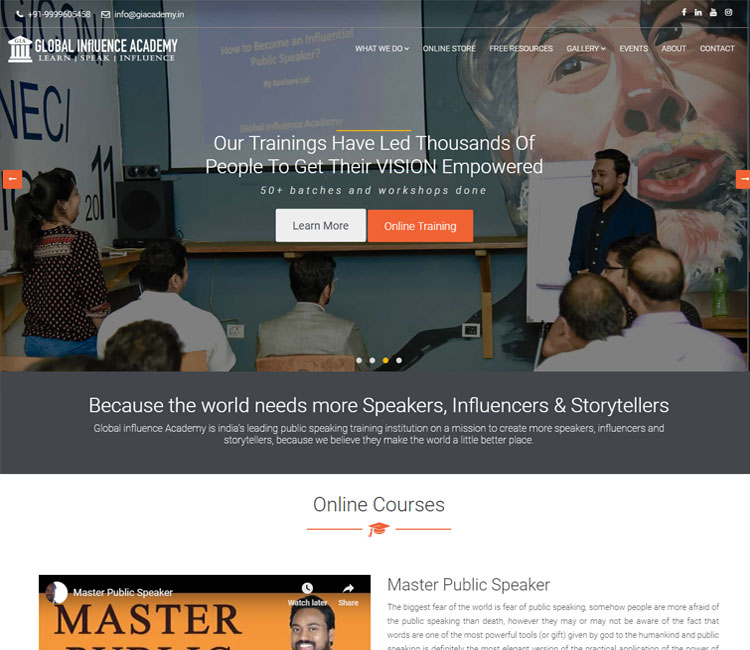 +91-9999605458 info@giacademy.in
GIA
GLOBAL INFLUENCE ACADEMY
LEARN | SPEAK | INFLUENCE
WHAT WE DO ONLINE STORE FREE RESOURCES GALLERY EVENTS ABOUT CONTACT
How to Become an Influential
Public Speaker?
By Keshave Lal
Global Influence Academy
NEC/
2011
11
Our Trainings Have Led Thousands Of
People To Get Their VISION Empowered
50+ batches and workshops done
Learn More Online Training
Because the world needs more Speakers, Influencers & Storytellers
Global influence Academy is india's leading public speaking training institution on a mission to create more speakers, influencers and
storytellers, because we believe they make the world a little better place.
Online Courses
Master Public Speaker
Watch later Share
MASTER
PUBLIC
Master Public Speaker
The biggest fear of the world is fear of public speaking, somehow people are more afraid of
the public speaking than death, however they may or may not be aware of the fact that
words are one of the most powerful tools (or gift) given by god to the humankind and public
speaking is definitely the most elegant version of the practical application of the power of